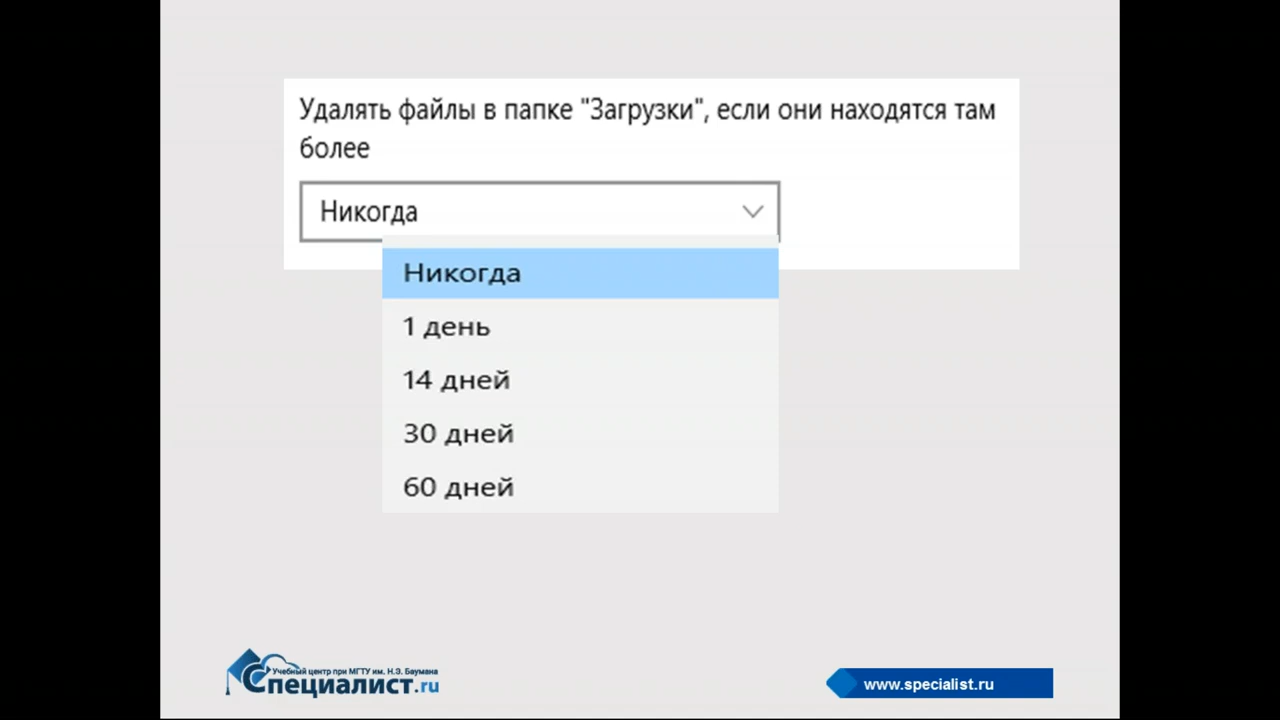 Удалять файлы в папке "Загрузки", если они находятся там
более
Никогда
Никогда
1 день
14 дней
30 дней
60 дней
Учебный центр при МГТУ им. Н.Э. Баумана
Специалист.ru
www.specialist.ru